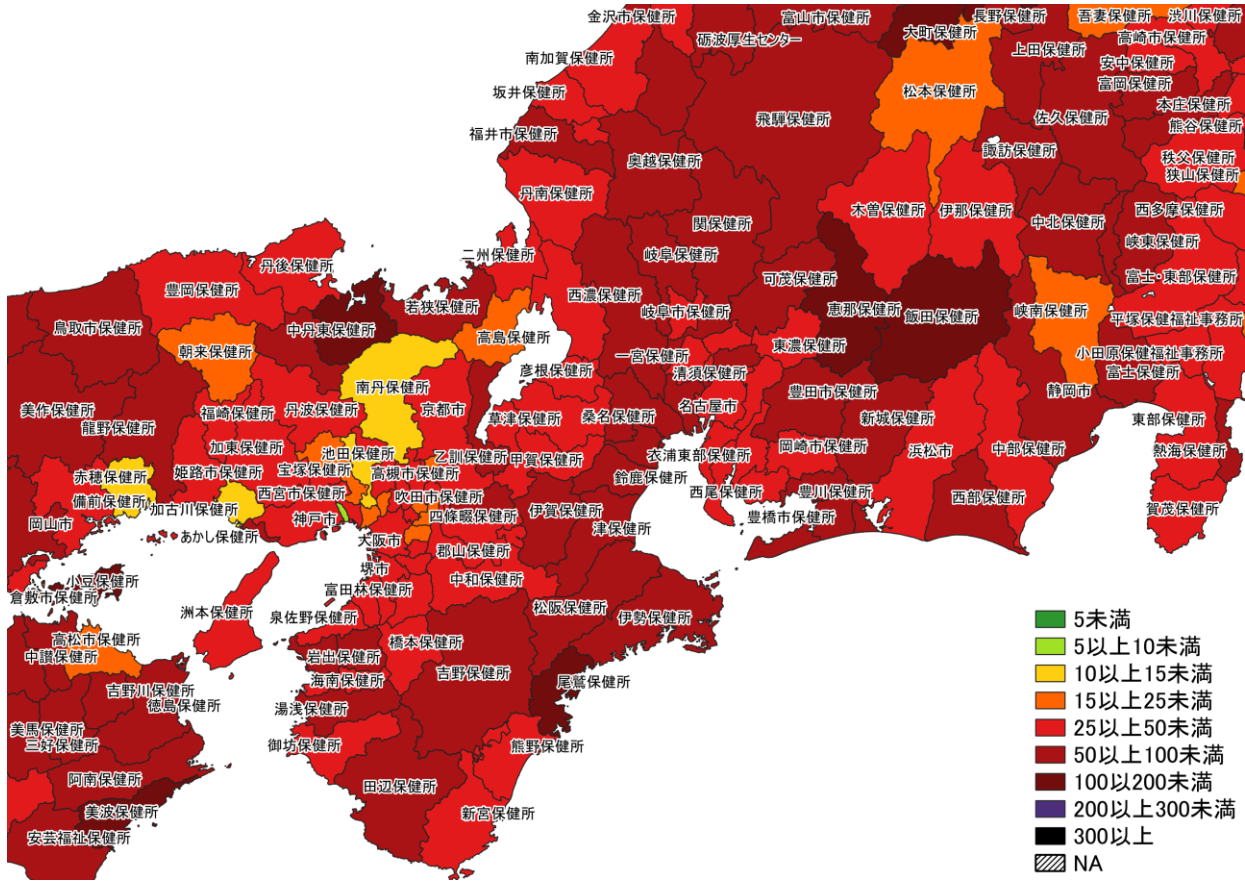 金沢市保健所
富山市保健所
長野保健所
吾妻保健所
渋川保健所
大町保健所
砺波厚生センター
高崎市保健所
南加賀保健所
上田保健所
安中保健所
坂井保健所
松本保健所
富岡保健所
本庄保健所
飛騨保健所
佐久保健所
熊谷保健所
福井市保健所
奥越保健所
諏訪保健所
秩父保健所
狭山保健所
丹南保健所
木曽保健所
伊那保健所
中北保健所
西多摩保健所
関保健所
峡東保健所
二州保健所
岐阜保健所
丹後保健所
可茂保健所
富士・東部保健所
豊岡保健所
西濃保健所
若狭保健所
恵那保健所
飯田保健所
峡南保健所
岐阜市保健所
平塚保健福祉事務所
鳥取市保健所
中丹東保健所
高島保健所
東濃保健所
朝来保健所
一宮保健所
小田原保健福祉事務所
彦根保健所
清須保健所
富士保健所
南丹保健所
豊田市保健所
静岡市
美作保健所
福崎保健所
丹波保健所
京都市
草津保健所
桑名保健所
名古屋市
新城保健所
東部保健所
龍野保健所
加東保健所
池田保健所
乙訓保健所
甲賀保健所
衣浦東部保健所
岡崎市保健所
浜松市
中部保健所
熱海保健所
赤穂保健所
姫路市保健所
宝塚保健所
高槻市保健所
鈴鹿保健所
西尾保健所
豊川保健所
西部保健所
備前保健所
加古川保健所
西宮市保健所
吹田市保健所
伊賀保健所
賀茂保健所
岡山市
神戸市
四條畷保健所
豊橋市保健所
あかし保健所
大阪市
津保健所
郡山保健所
小豆保健所
堺市
中和保健所
倉敷市保健所
富田林保健所
洲本保健所
泉佐野保健所
松阪保健所
伊勢保健所
高松市保健所
橋本保健所
中讃保健所
岩出保健所
吉野保健所
海南保健所
尾鷲保健所
吉野川保健所
徳島保健所
湯浅保健所
美馬保健所
御坊保健所
熊野保健所
三好保健所
阿南保健所
田辺保健所
美波保健所
新宮保健所
安芸福祉保健所
5未満
5以上10未満
10以上15未満
15以上25未満
25以上50未満
50以上100未満
100以200未満
200以上300未満
300以上
NA